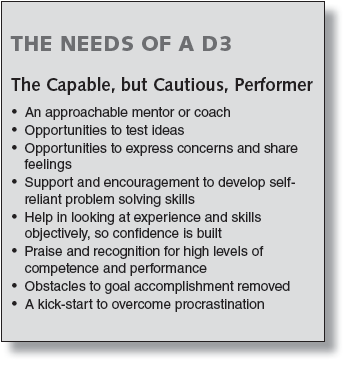 THE NEEDS OF A D3
The Capable, but Cautious, Performer
• An approachable mentor or coach
• Opportunities to test ideas
• Opportunities to express concerns and share
feelings
• Support and encouragement to develop self-
reliant problem solving skills
• Help in looking at experience and skills
objectively, so confidence is built
• Praise and recognition for high levels of
competence and performance
• Obstacles to goal accomplishment removed
• A kick-start to overcome procrastination